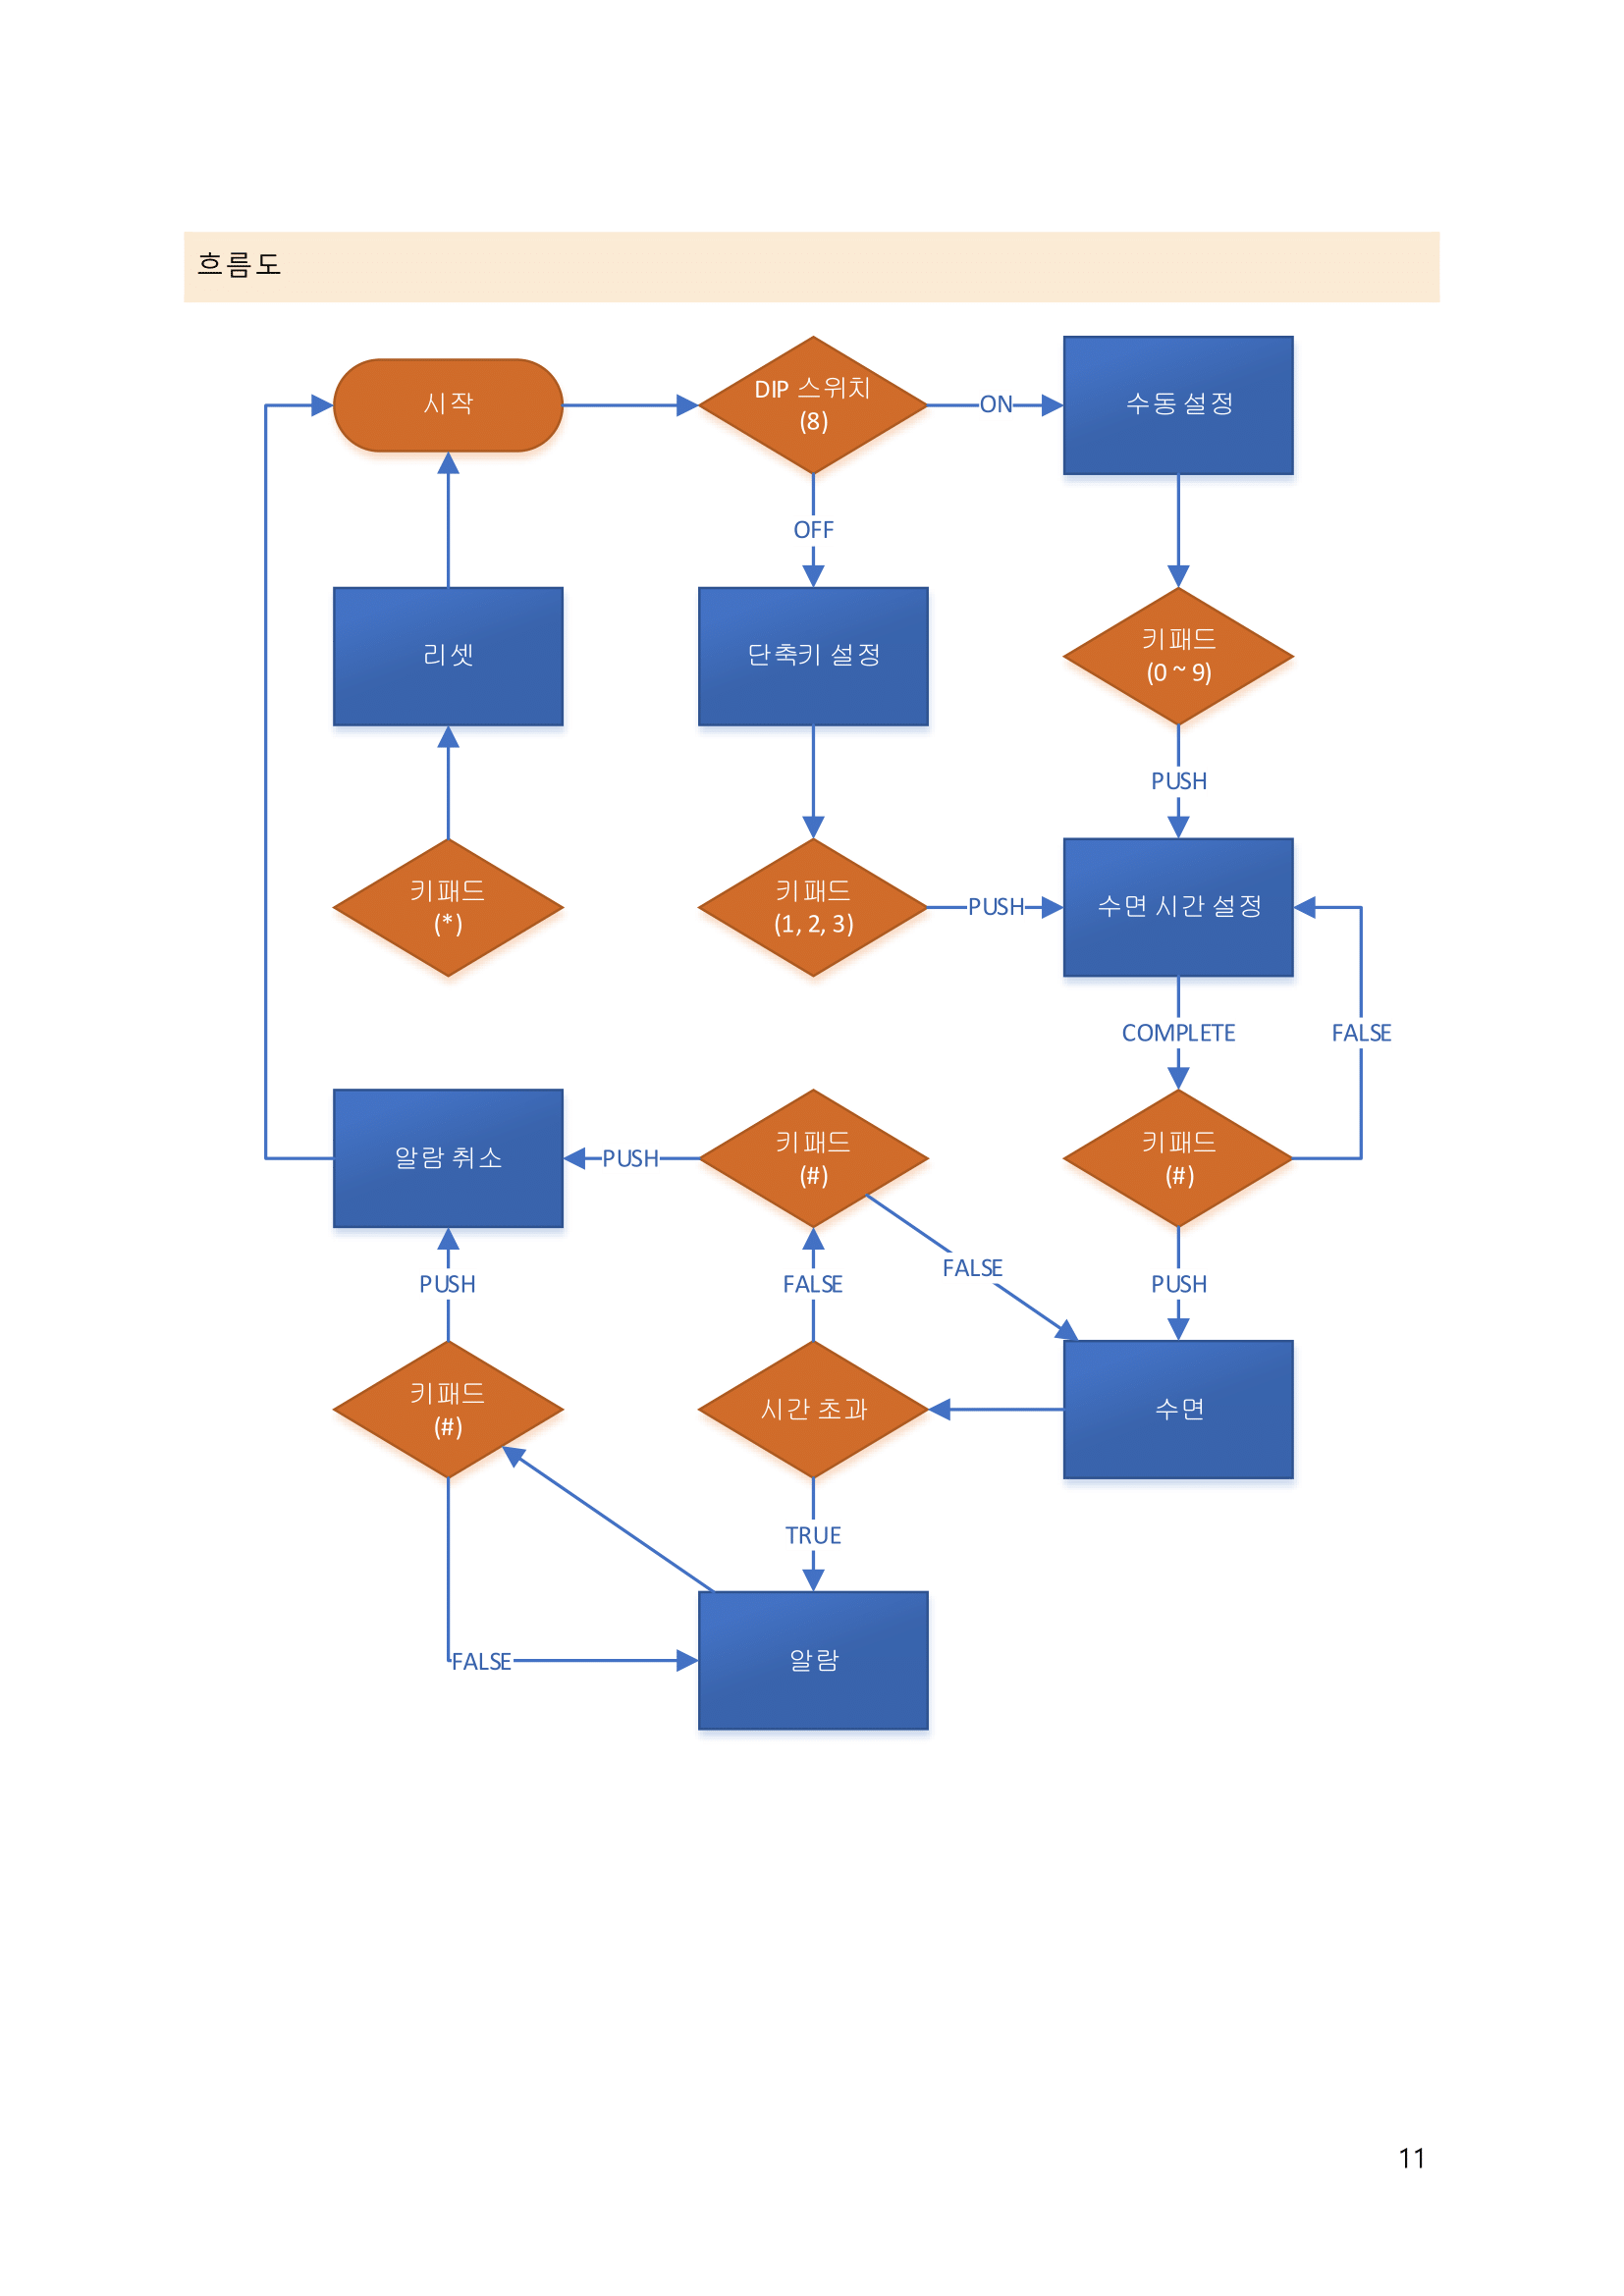 흐름도
시작
DIP 스위치
(8)
ON
수동 설정
OFF
리셋
단축키 설정
키패드
(0 ~ 9)
PUSH
키패드
(*)
키패드
(1, 2, 3)
PUSH
수면 시간 설정
COMPLETE
FALSE
알람 취소
PUSH
키패드
(#)
키패드
(#)
FALSE
PUSH
FALSE
PUSH
키패드
(#)
시간 초과
수면
TRUE
FALSE
알람
11